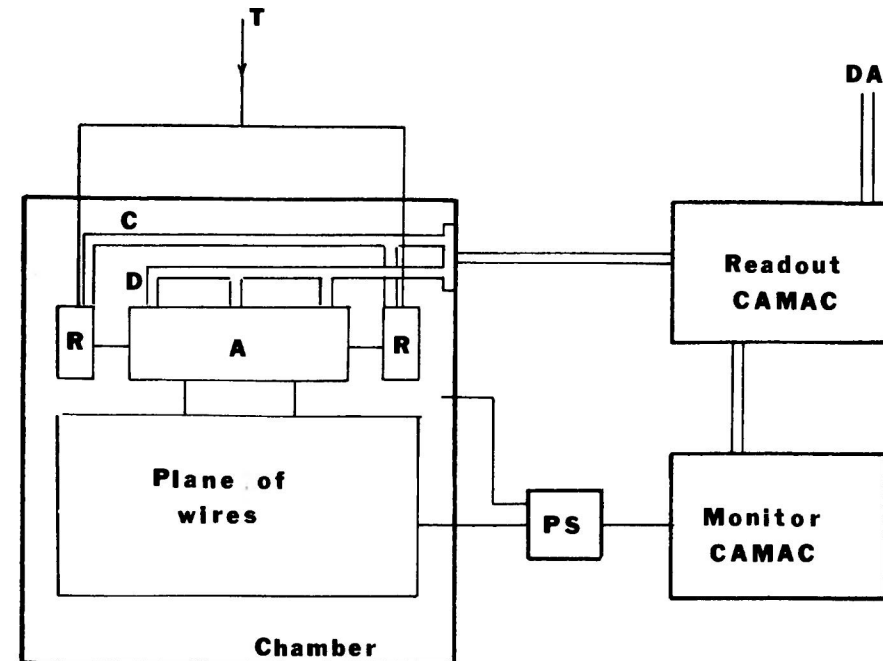 T
DA
C
D
R
A
R
Readout
CAMAC
Plane of
wires
PS
Monitor
CAMAC
Chamber